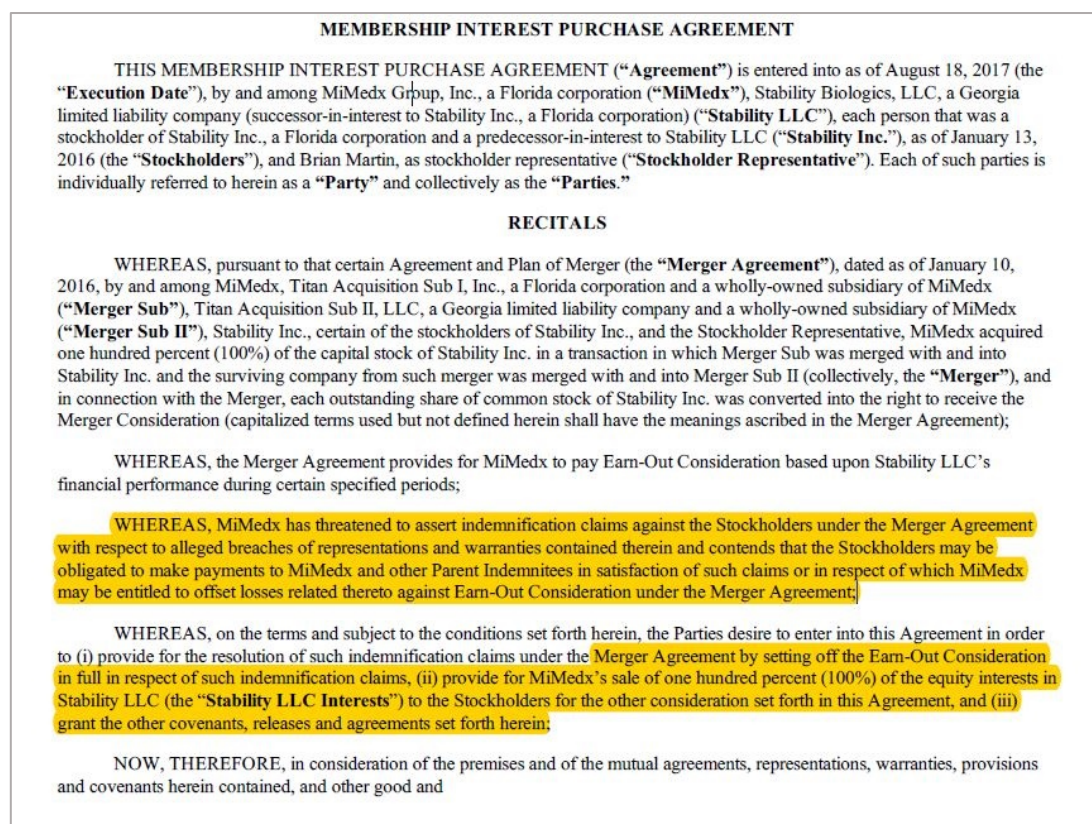 MEMBERSHIP INTEREST PURCHASE AGREEMENT
THIS MEMBERSHIP INTEREST PURCHASE AGREEMENT (“Agreement”) is entered into as of August 18, 2017 (the
“Execution Date”), by and among MiMedx Group, Inc., a Florida corporation (“MiMedx”), Stability Biologics, LLC, a Georgia
limited liability company (successor-in-interest to Stability Inc., a Florida corporation) (“Stability LLC”), each person that was a
stockholder of Stability Inc., a Florida corporation and a predecessor-in-interest to Stability LLC (“Stability Inc.”), as of January 13,
2016 (the “Stockholders”), and Brian Martin, as stockholder representative (“Stockholder Representative”). Each of such parties is
individually referred to herein as a “Party” and collectively as the “Parties.”
RECITALS
WHEREAS, pursuant to that certain Agreement and Plan of Merger (the “Merger Agreement”), dated as of January 10,
2016, by and among MiMedx, Titan Acquisition Sub I, Inc., a Florida corporation and a wholly-owned subsidiary of MiMedx
(“Merger Sub”), Titan Acquisition Sub II, LLC, a Georgia limited liability company and a wholly-owned subsidiary of MiMedx
(“Merger Sub II”), Stability Inc., certain of the stockholders of Stability Inc., and the Stockholder Representative, MiMedx acquired
one hundred percent (100%) of the capital stock of Stability Inc. in a transaction in which Merger Sub was merged with and into
Stability Inc. and the surviving company from such merger was merged with and into Merger Sub II (collectively, the “Merger”), and
in connection with the Merger, each outstanding share of common stock of Stability Inc. was converted into the right to receive the
Merger Consideration (capitalized terms used but not defined herein shall have the meanings ascribed in the Merger Agreement);
WHEREAS, the Merger Agreement provides for MiMedx to pay Earn-Out Consideration based upon Stability LLC’s
financial performance during certain specified periods;
WHEREAS, MiMedx has threatened to assert indemnification claims against the Stockholders under the Merger Agreement
with respect to alleged breaches of representations and warranties contained therein and contends that the Stockholders may be
obligated to make payments to MiMedx and other Parent Indemnitees in satisfaction of such claims or in respect of which MiMedx
may be entitled to offset losses related thereto against Earn-Out Consideration under the Merger Agreement;
WHEREAS, on the terms and subject to the conditions set forth herein, the Parties desire to enter into this Agreement in order
to (i) provide for the resolution of such indemnification claims under the Merger Agreement by setting off the Earn-Out Consideration
in full in respect of such indemnification claims, (ii) provide for MiMedx’s sale of one hundred percent (100%) of the equity interests in
Stability LLC (the “Stability LLC Interests”) to the Stockholders for the other consideration set forth in this Agreement, and (iii)
grant the other covenants, releases and agreements set forth herein;
NOW, THEREFORE, in consideration of the premises and of the mutual agreements, representations, warranties, provisions
and covenants herein contained, and other good and